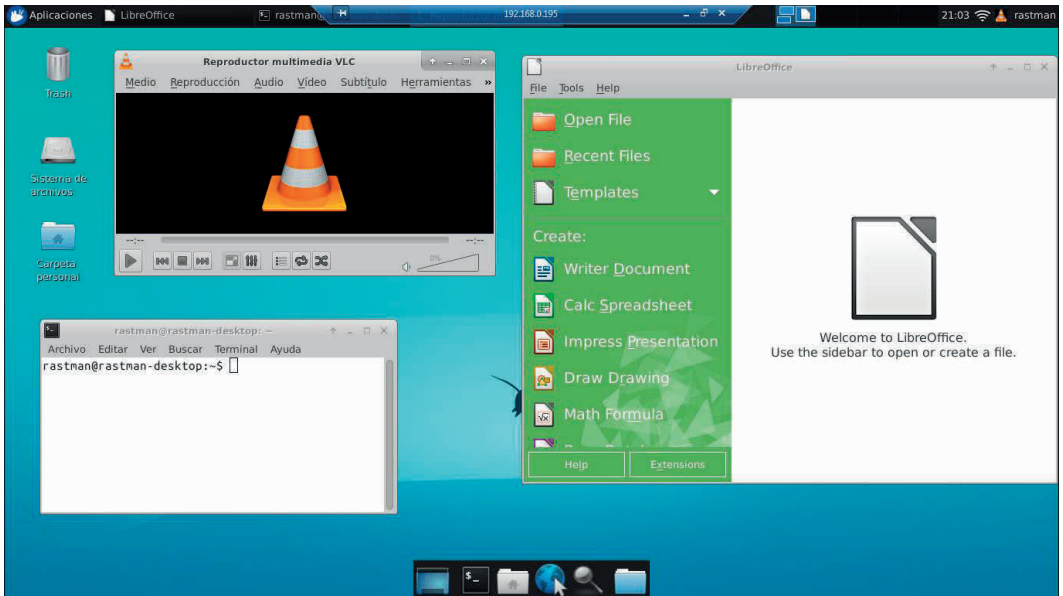 Aplicaciones
LibreOffice
192.168.0.195
21:03
rastman
Trash
Sistema de
archivos
Carpeta
personal
Reproductor multimedia VLC
Medio Reproducción Audio Vídeo Subtítulo Herramientas »
--:--
--:--
0%
rastman@rastman-desktop: ~
Archivo Editar Ver Buscar Terminal Ayuda
rastman@rastman-desktop:~$
LibreOffice
File Tools Help
Open File
Recent Files
Templates
Create:
Writer Document
Calc Spreadsheet
Impress Presentation
Draw Drawing
Math Formula
Help
Extensions
Welcome to LibreOffice.
Use the sidebar to open or create a file.
$_